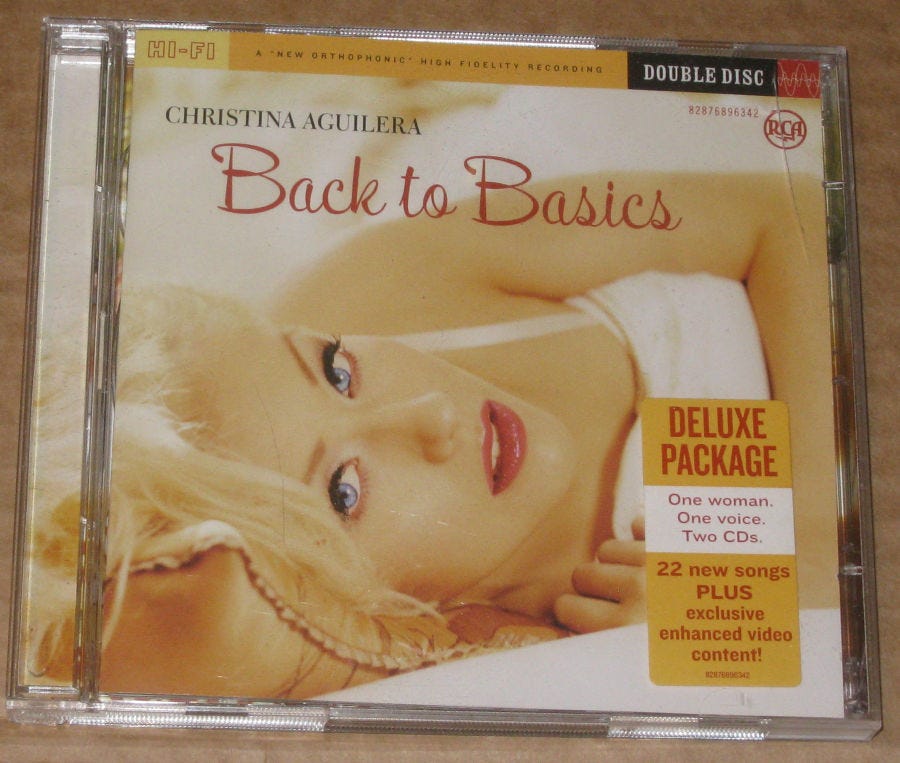 HI-FI
A "NEW ORTHOPHONIC" HIGH FIDELITY RECORDING
DOUBLE DISC
82876896342
RCA
CHRISTINA AGUILERA
Back to Basics
DELUXE
PACKAGE
One woman.
One voice.
Two CDs.
22 new songs
PLUS
exclusive
enhanced video
content!
82876896342